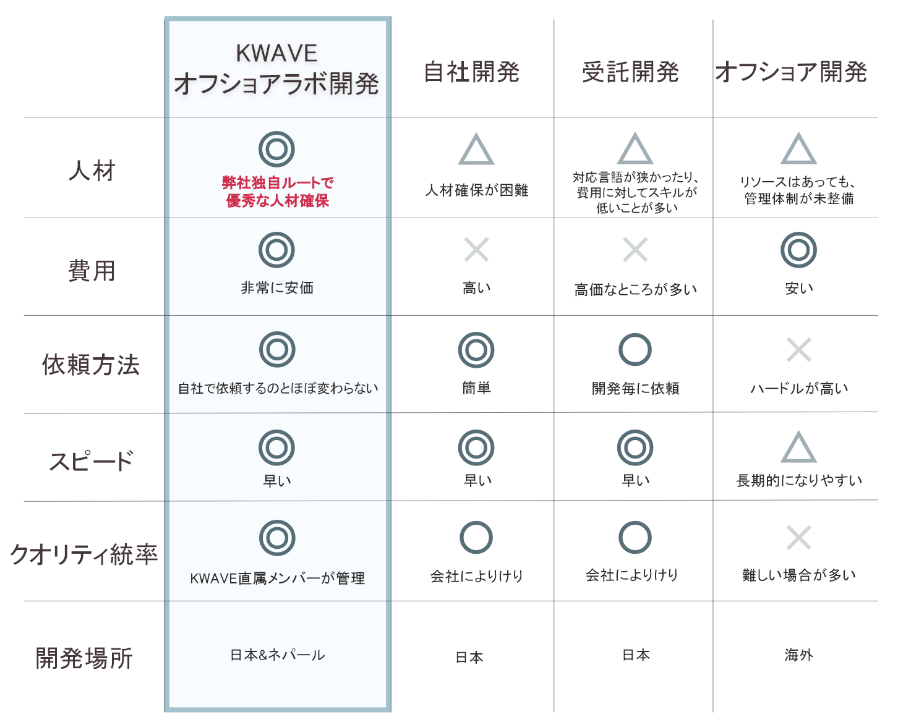 KWAVE
オフショアラボ開発
自社開発
受託開発
オフショア開発
人材
弊社独自ルートで
優秀な人材確保
人材確保が困難
対応言語が狭かったり、
費用に対してスキルが
低いことが多い
リソースはあっても、
管理体制が未整備
費用
非常に安価
高い
高価なところが多い
安い
依頼方法
自社で依頼するのとほぼ変わらない
簡単
開発毎に依頼
ハードルが高い
スピード
早い
早い
早い
長期的になりやすい
クオリティ統率
KWAVE直属メンバーが管理
会社によりけり
会社によりけり
難しい場合が多い
開発場所
日本&ネパール
日本
日本
海外